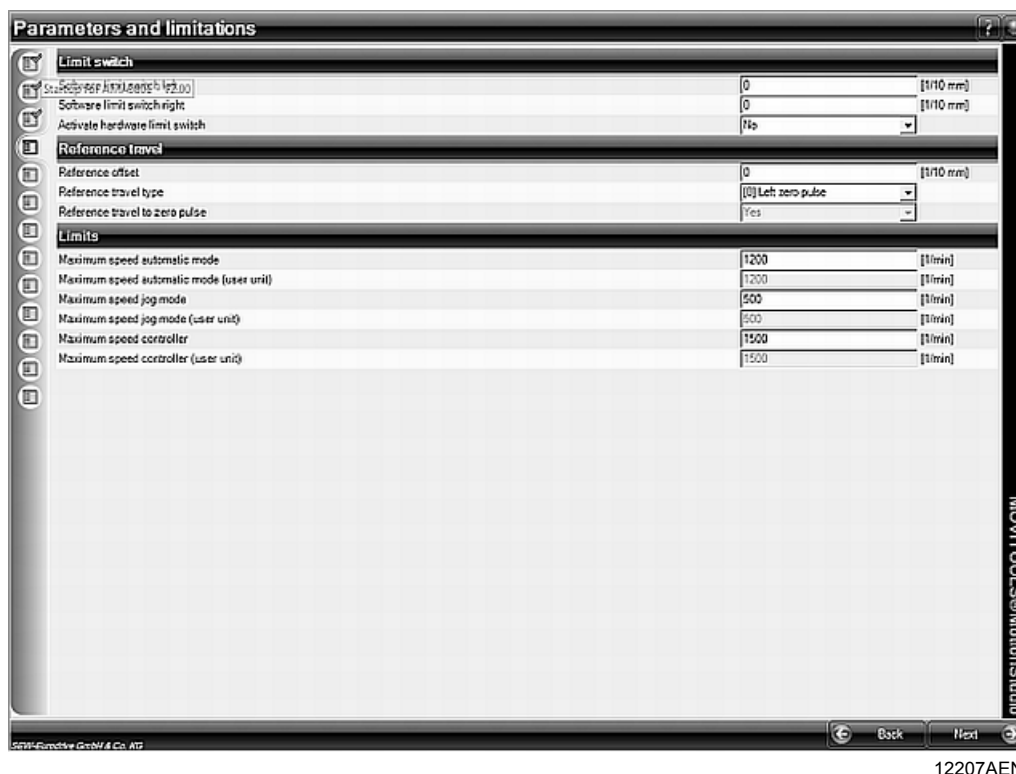 Parameters and limitations ?
Limit switch
Startup for 2.00 0 [1/10 mm]
Software limit switch right 0 [1/10 mm]
Activate hardware limit switch No
Reference travel
Reference offset 0 [1/10 mm]
Reference travel type [0] Left zero pulse
Reference travel to zero pulse Yes
Limits
Maximum speed automatic mode 1200 [1/min]
Maximum speed automatic mode (user unit) 1200 [1/min]
Maximum speed jog mode 500 [1/min]
Maximum speed jog mode (user unit) 500 [1/min]
Maximum speed controller 1500 [1/min]
Maximum speed controller (user unit) 1500 [1/min]
MOVITOOLS®MotionStudio
Back Next
SEW-Eurodrive GmbH & Co. KG
12207AEN